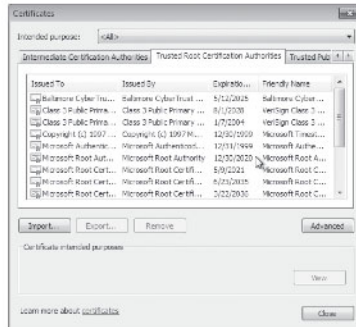 Certificates
Intended purpose: <All>
Intermediate Certification Authorities Trusted Root Certification Authorities Trusted Pub
Issued To Issued By Expiratio... Friendly Name
Baltimore CyberTru... Baltimore CyberTrust ... 5/12/2025 Baltimore Cyber...
Class 3 Public Prima... Class 3 Public Primary ... 8/1/2028 VeriSign Class 3 ...
Class 3 Public Prima... Class 3 Public Primary ... 1/7/2004 VeriSign Class 3 ...
Copyright (c) 1997 ... Copyright (c) 1997 M... 12/30/1999 Microsoft Timest...
Microsoft Authentic... Microsoft Authenticod... 12/31/1999 Microsoft Authe...
Microsoft Root Aut... Microsoft Root Authority 12/30/2020 Microsoft Root A...
Microsoft Root Cert... Microsoft Root Certifi... 5/9/2021 Microsoft Root C...
Microsoft Root Cert... Microsoft Root Certifi... 6/23/2035 Microsoft Root C...
Microsoft Root Cert... Microsoft Root Certifi... 3/22/2036 Microsoft Root C...
Import... Export... Remove Advanced
Certificate intended purposes
View
Learn more about certificates
Close